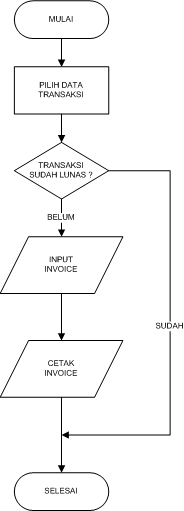 MULAI
PILIH DATA
TRANSAKSI
TRANSAKSI
SUDAH LUNAS ?
BELUM
INPUT
INVOICE
SUDAH
CETAK
INVOICE
SELESAI